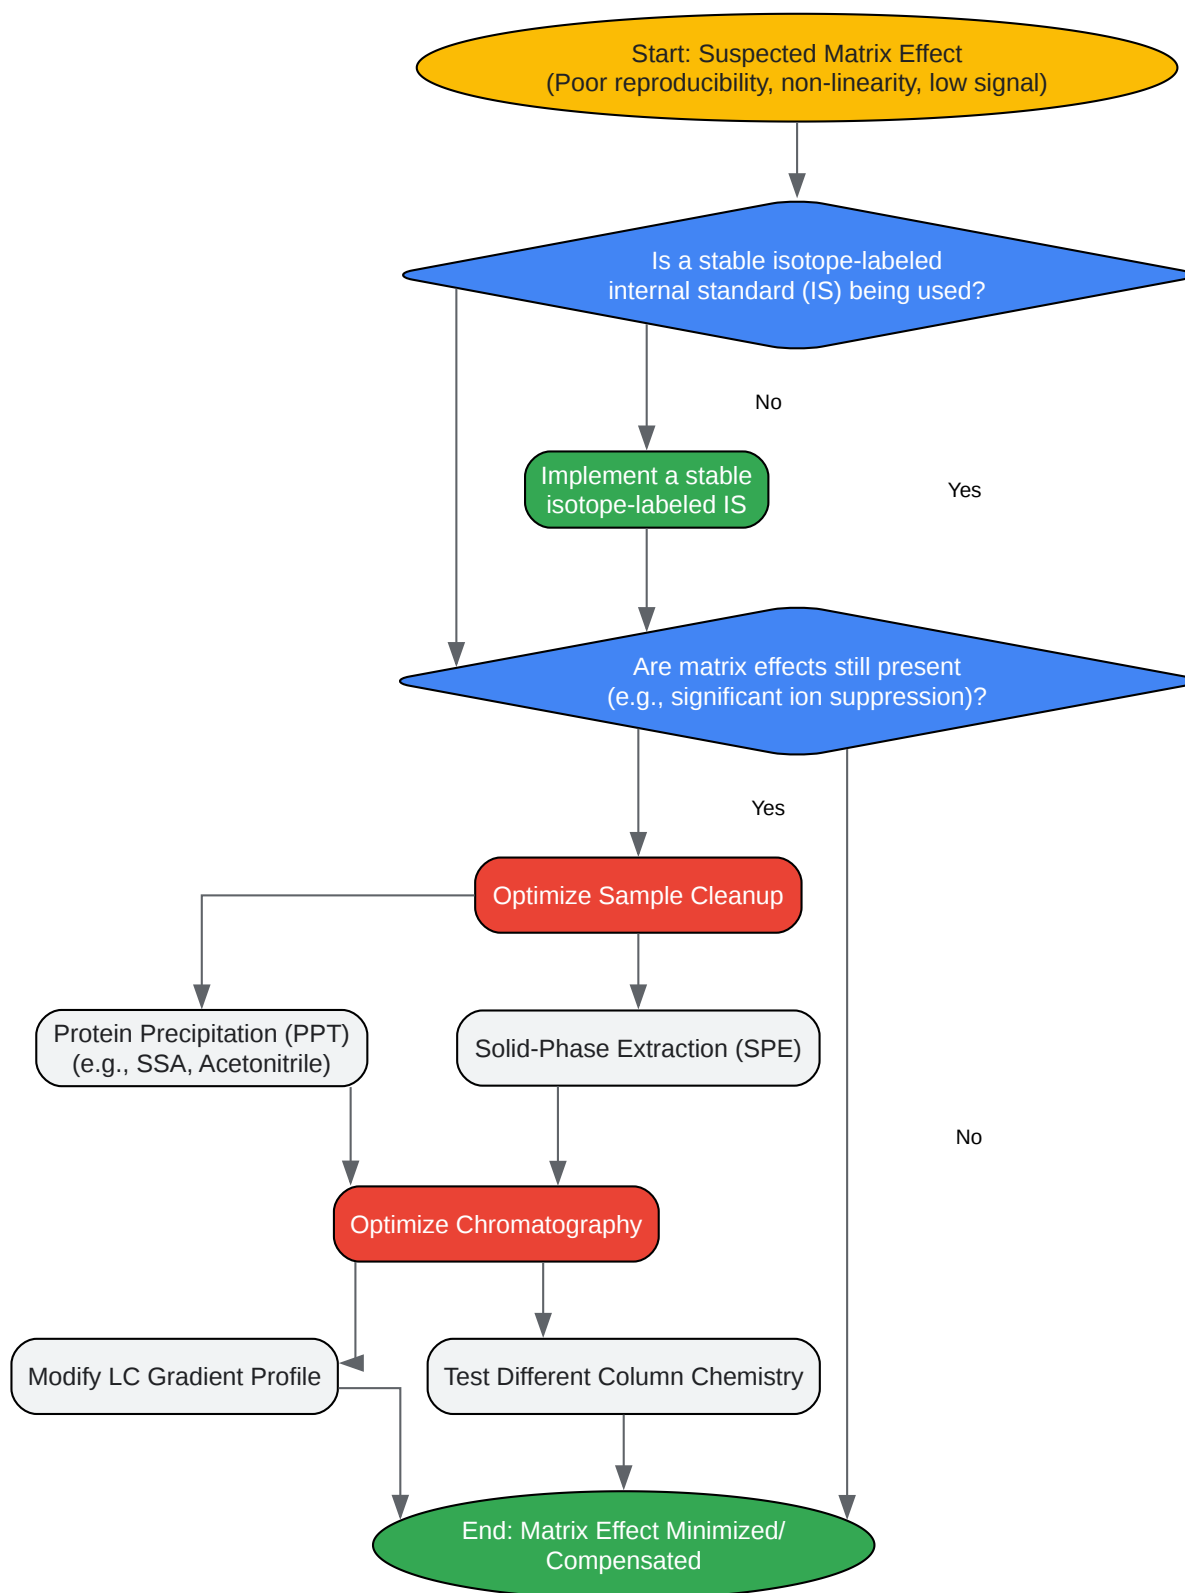 Start: Suspected Matrix Effect
(Poor reproducibility, non-linearity, low signal)
Is a stable isotope-labeled
internal standard (IS) being used?
No
Implement a stable
isotope-labeled IS
Yes
Are matrix effects still present
(e.g., significant ion suppression)?
Yes
Optimize Sample Cleanup
Protein Precipitation (PPT)
(e.g., SSA, Acetonitrile)
Solid-Phase Extraction (SPE)
No
Optimize Chromatography
Modify LC Gradient Profile
Test Different Column Chemistry
End: Matrix Effect Minimized/
Compensated